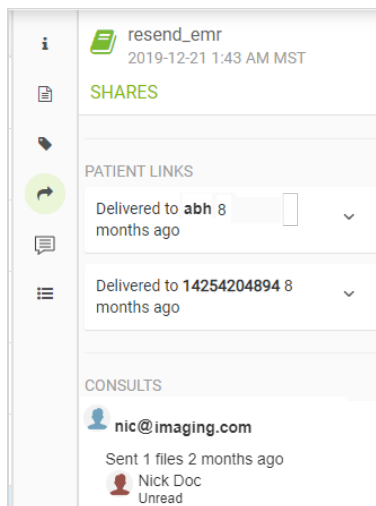 resend_emr
2019-12-21 1:43 AM MST
SHARES
PATIENT LINKS
Delivered to abh 8
months ago
Delivered to 14254204894 8
months ago
CONSULTS
nic@imaging.com
Sent 1 files 2 months ago
Nick Doc
Unread